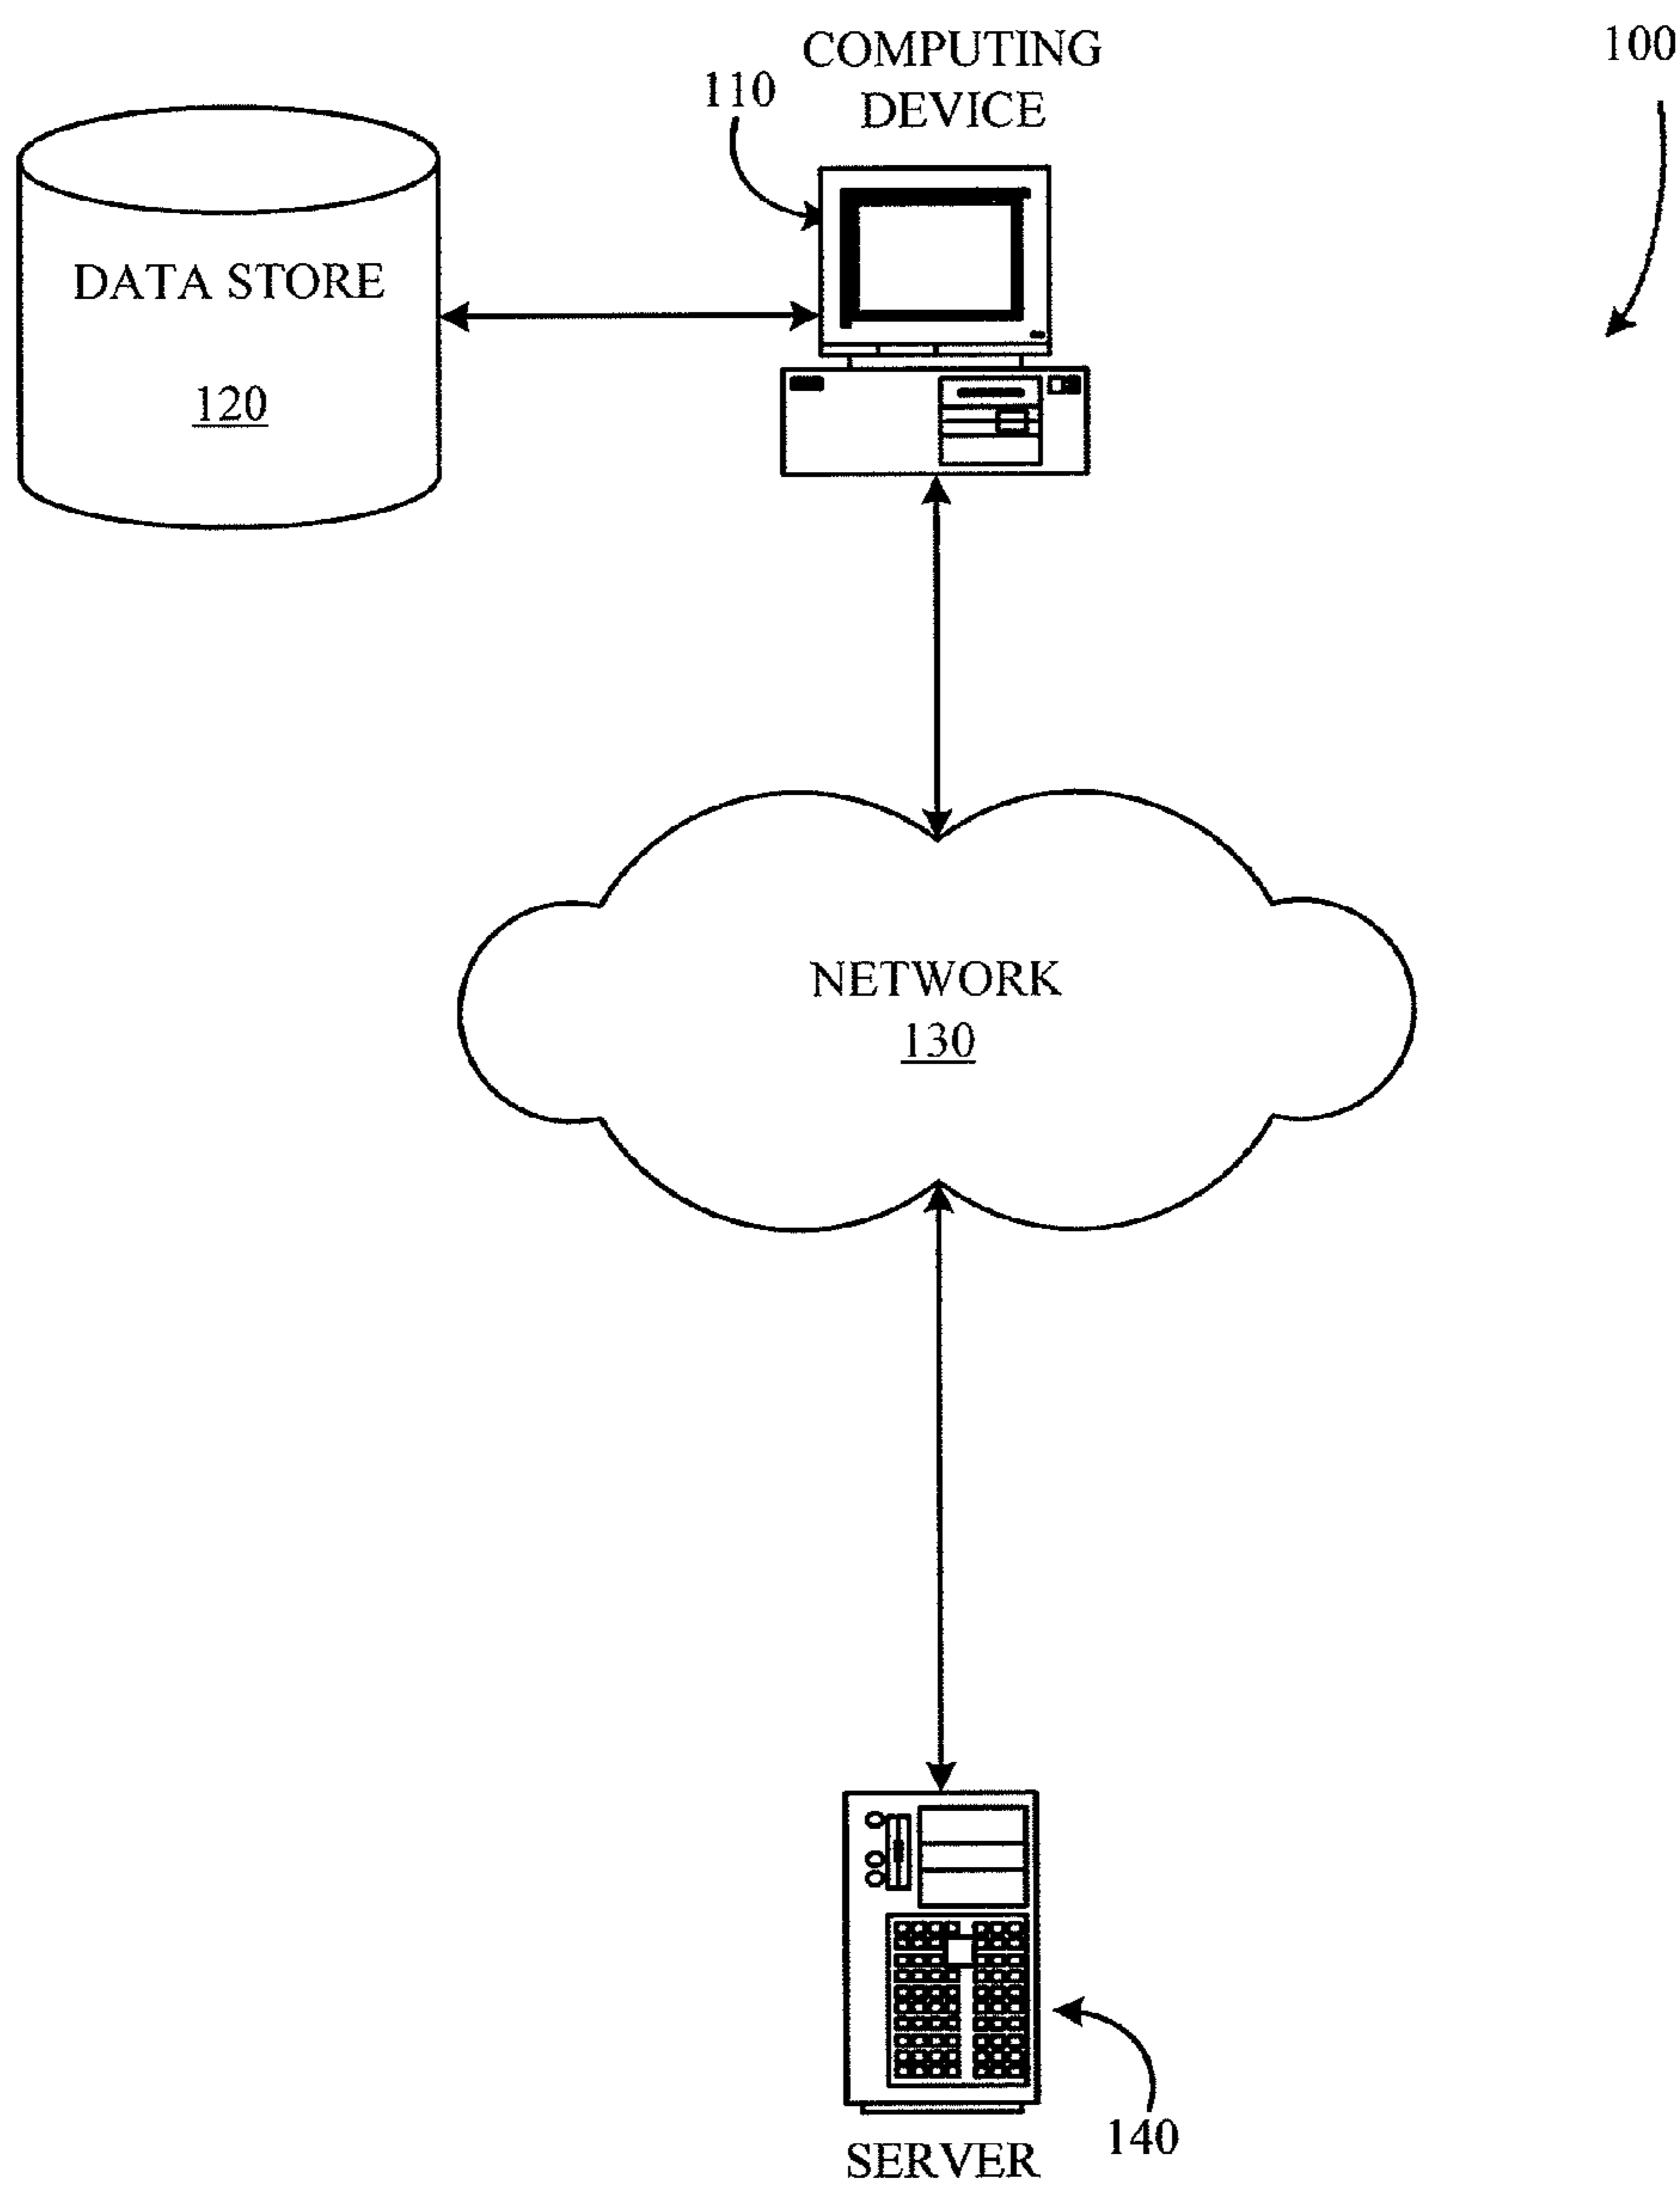 COMPUTING
DEVICE
100
110
DATA STORE
120
NETWORK
130
140
SERVER